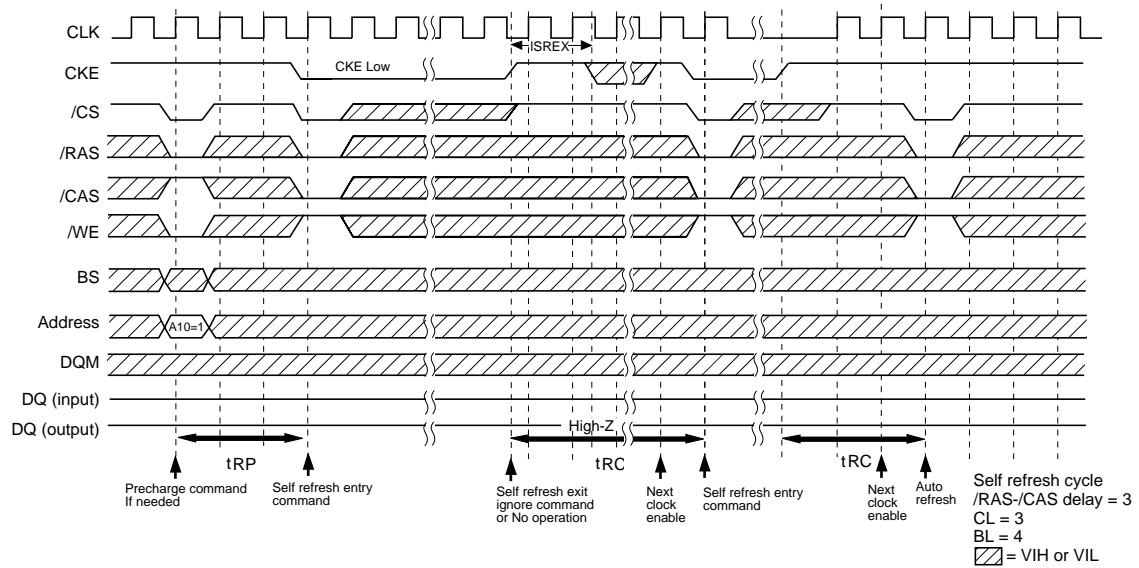 CLK
lSREX
CKE
CKE Low
/CS
/RAS
/CAS
/WE
BS
Address
A10=1
DQM
DQ (input)
DQ (output)
High-Z
tRP
tRC
tRC
Precharge command
If needed
Self refresh entry
command
Self refresh exit
ignore command
or No operation
Next
clock
enable
Self refresh entry
command
Next
clock
enable
Auto
refresh
Self refresh cycle
/RAS-/CAS delay = 3
CL = 3
BL = 4
= VIH or VIL